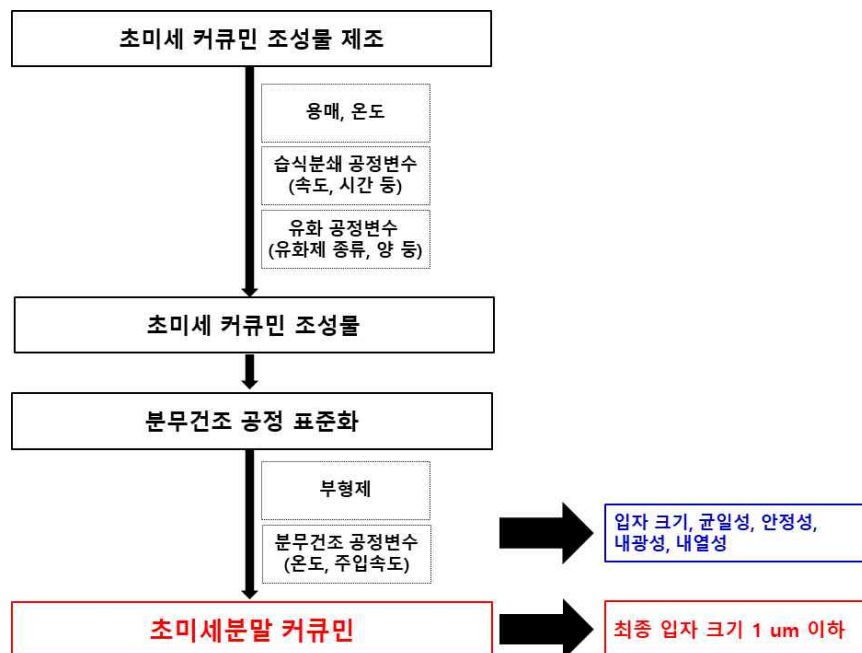 초미세 커큐민 조성물 제조
용매, 온도
습식분쇄 공정변수
(속도, 시간 등)
유화 공정변수
(유화제 종류, 양 등)
초미세 커큐민 조성물
분무건조 공정 표준화
부형제
분무건조 공정변수
(온도, 주입속도)
입자 크기, 균일성, 안정성,
내광성, 내열성
초미세분말 커큐민
최종 입자 크기 1 um 이하